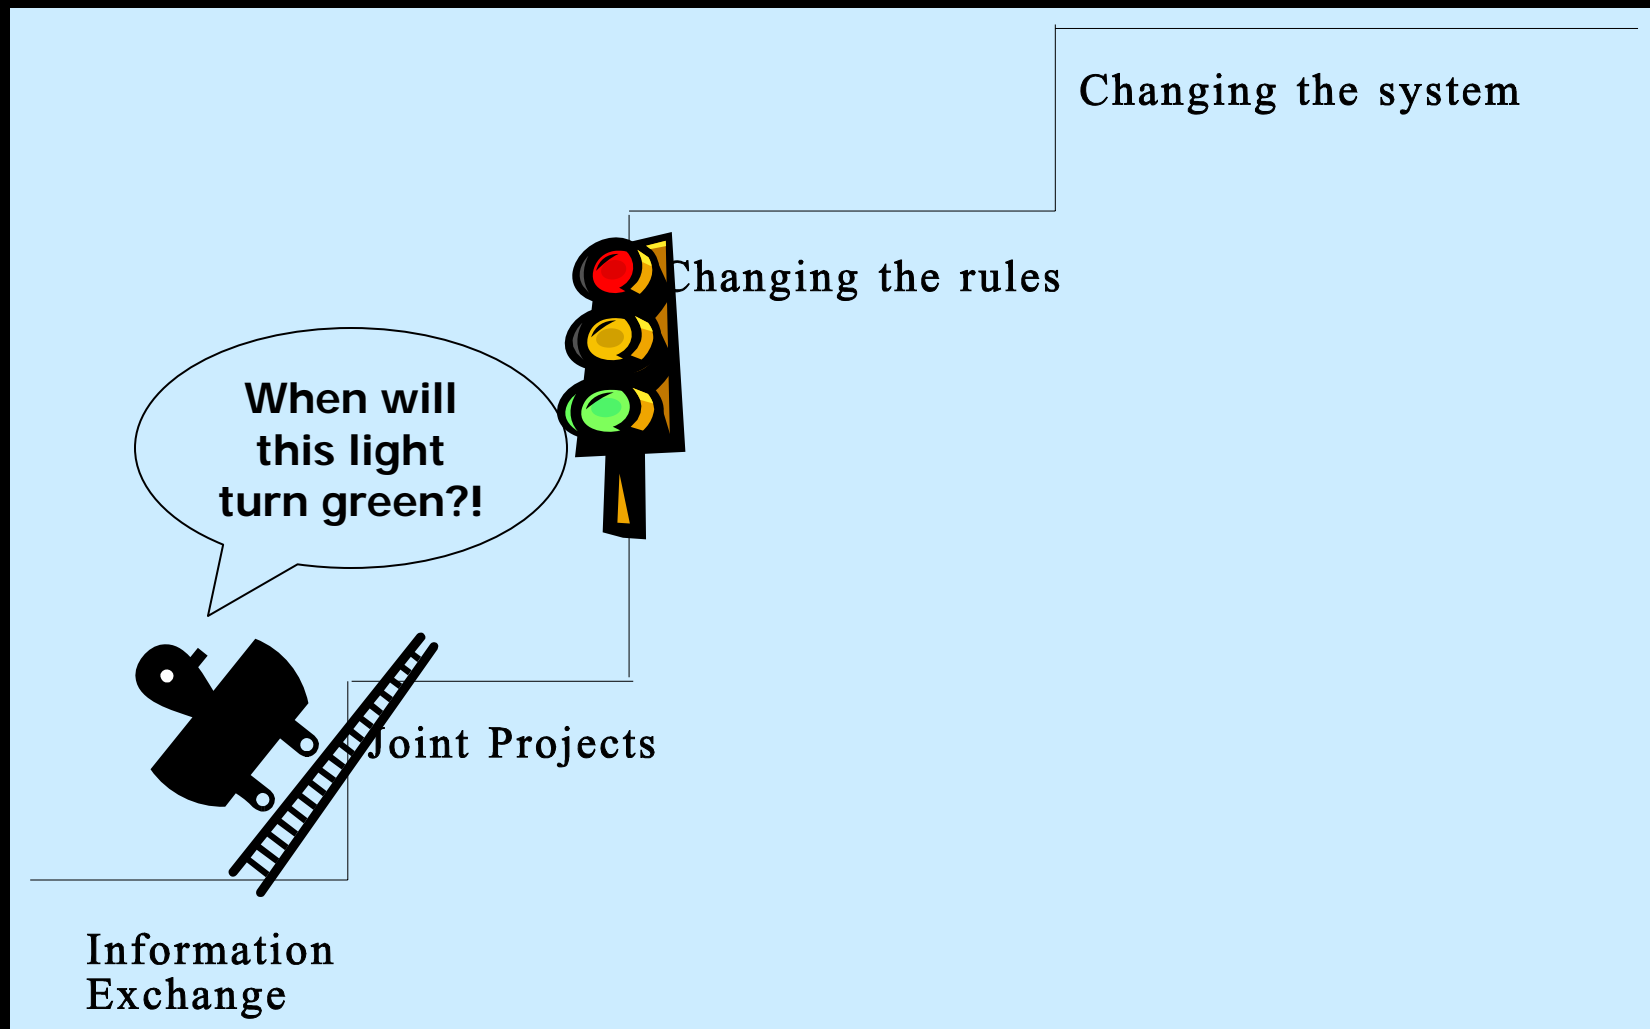 Changing the system
Changing the rules
When will
this light
turn green?!
Joint Projects
Information
Exchange